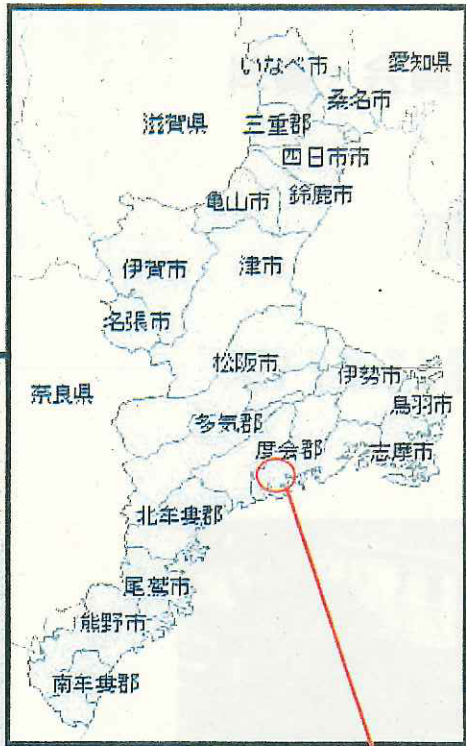 いなべ市
愛知県
桑名市
滋賀県
三重郡
四日市市
亀山市
鈴鹿市
伊賀市
津市
名張市
松阪市
伊勢市
奈良県
鳥羽市
多気郡
度会郡
志摩市
北牟婁郡
尾鷲市
熊野市
南牟婁郡